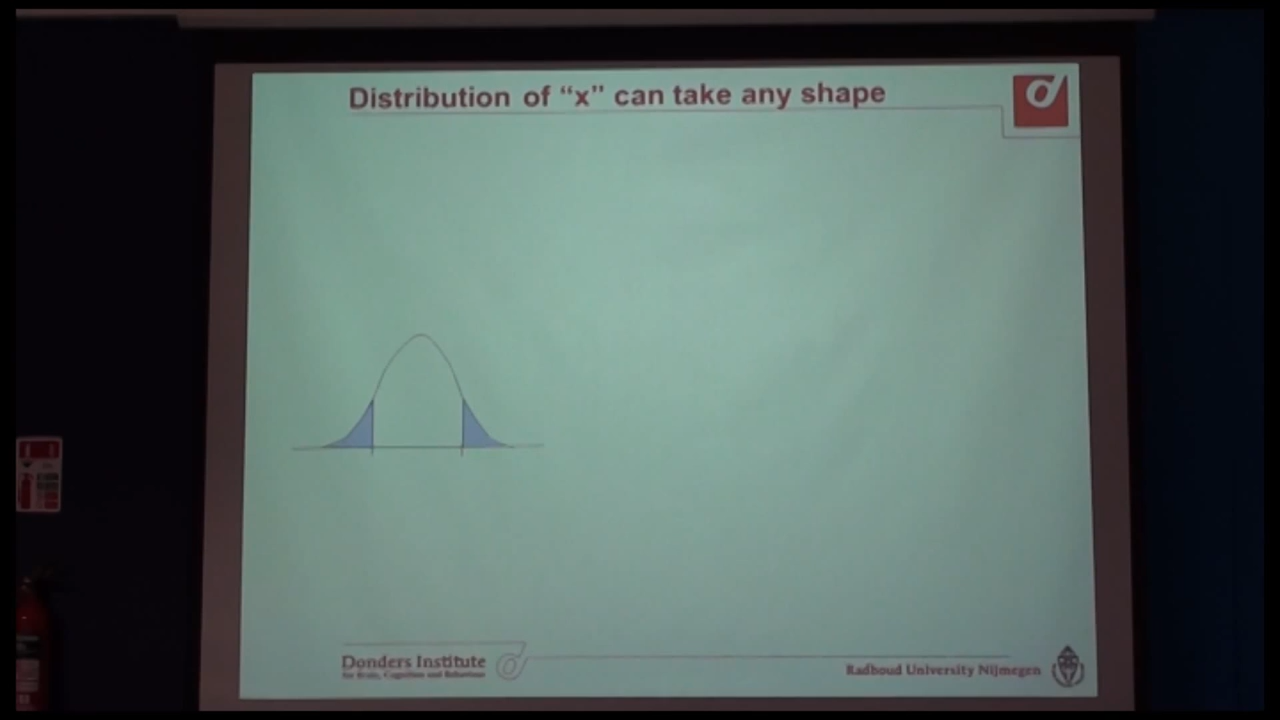 Distribution of “x” can take any shape
Donders Institute
for Brain, Cognition and Behaviour
Radboud University Nijmegen